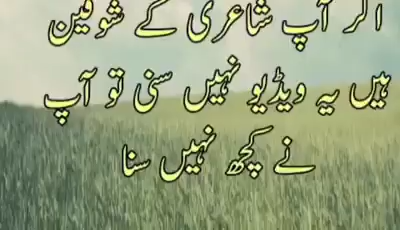 اگر آپ شاعری کے شوقین
ہیں یہ ویڈیو نہیں سنی تو آپ
نے کچھ نہیں سنا